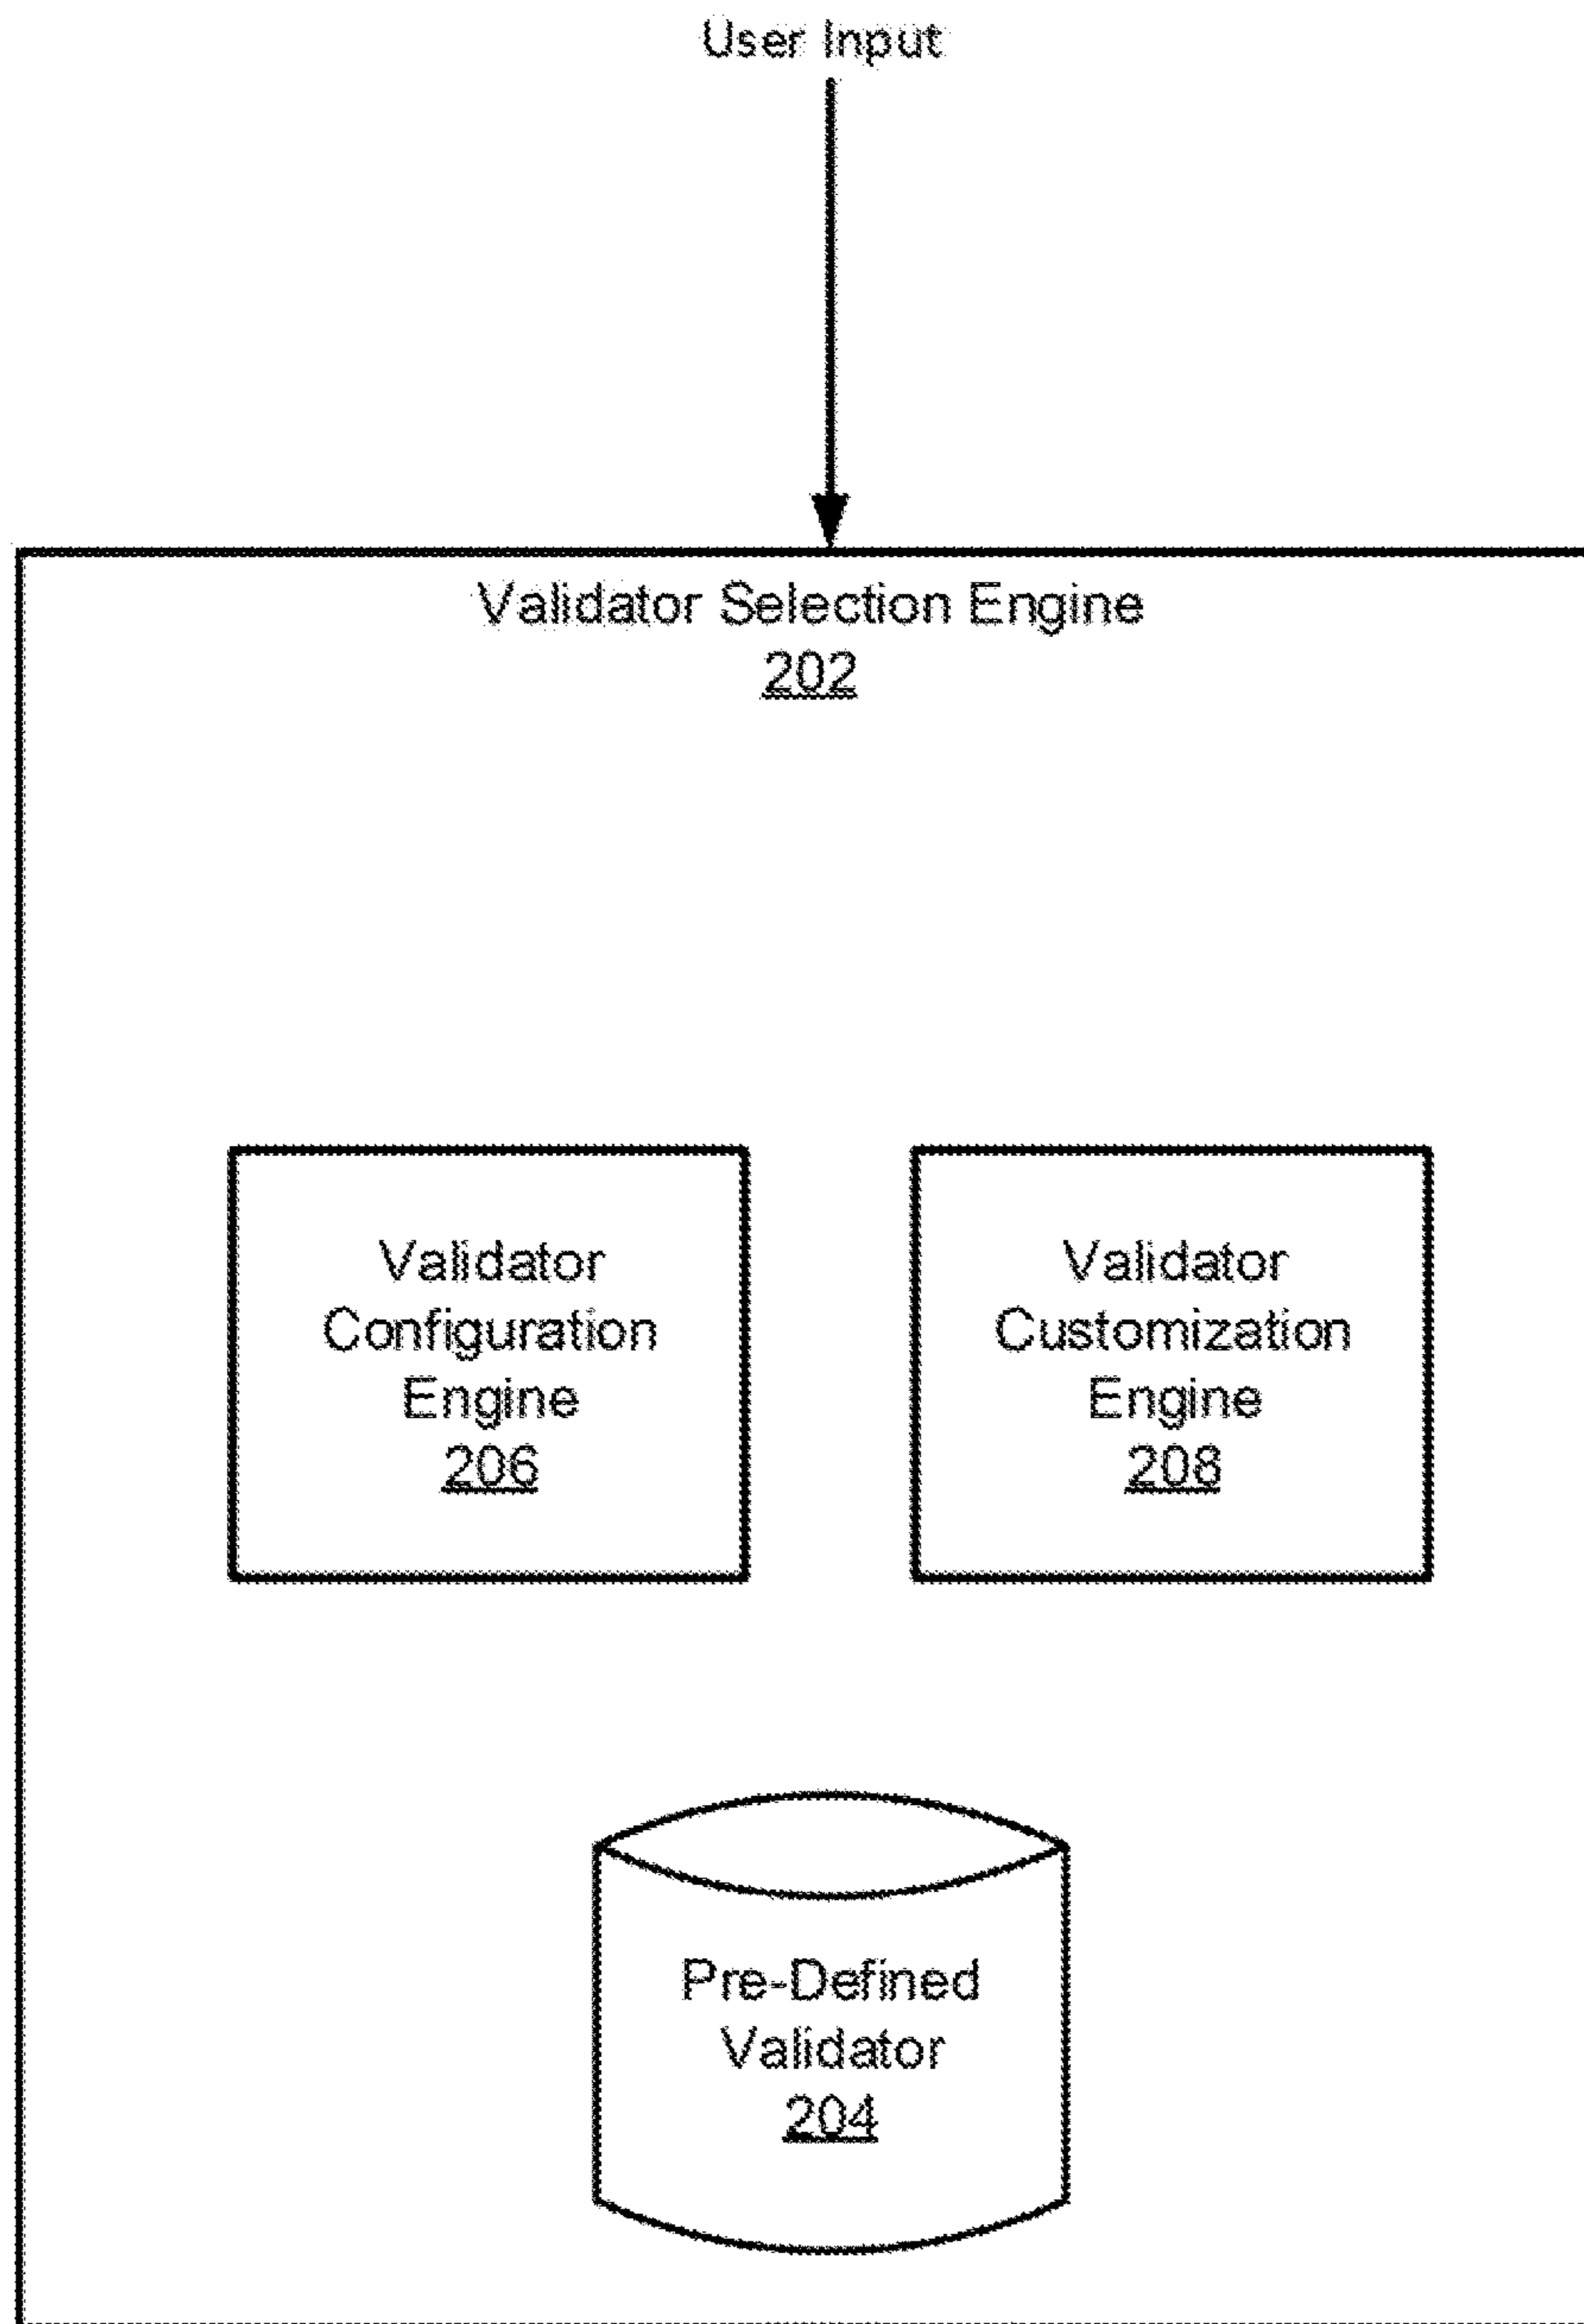 User Input
Validator Selection Engine
202
Validator
Configuration
Engine
206
Validator
Customization
Engine
208
Pre-Defined
Validator
204